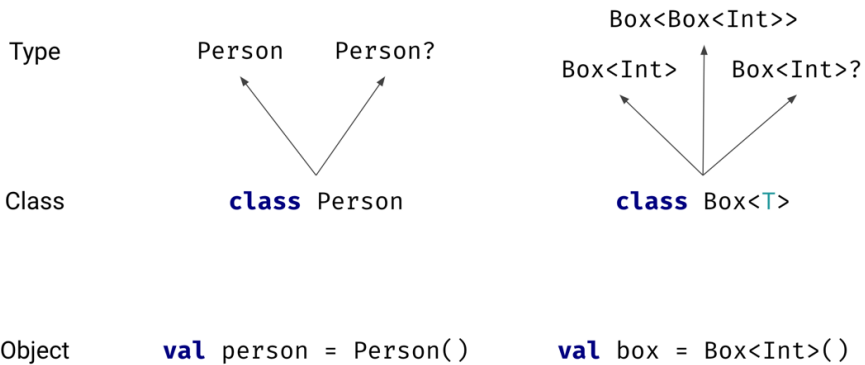 Box<Box<Int>>
Type Person Person?
Box<Int> Box<Int>?
Class class Person class Box<T>
Object val person = Person() val box = Box<Int>()